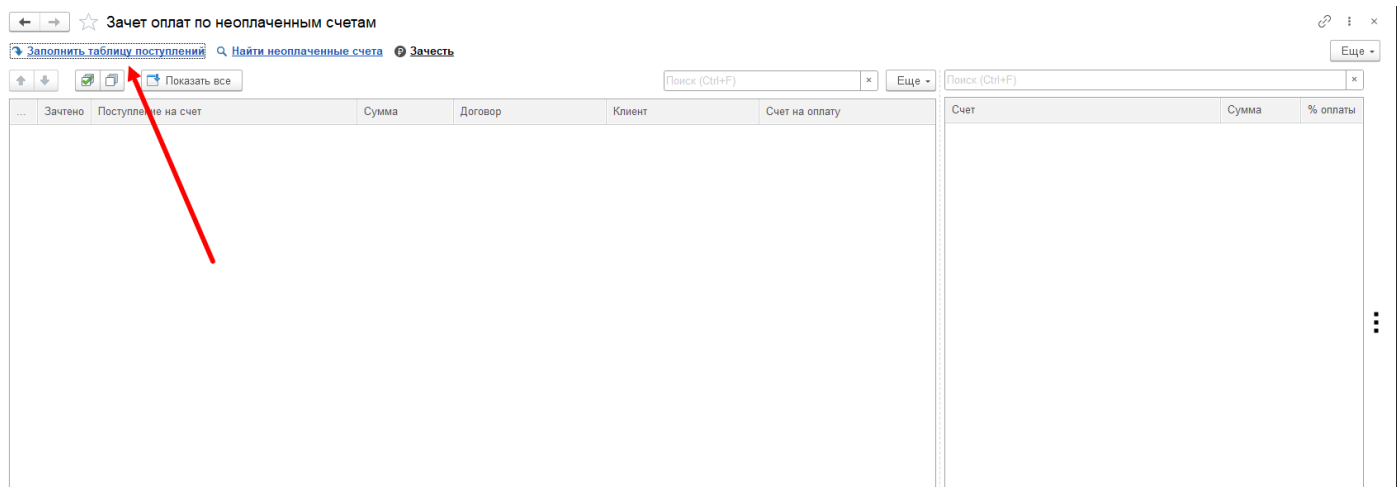 Зачет оплат по неоплаченным счетам
Заполнить таблицу поступлений Найти неоплаченные счета Зачесть Еще
Показать все Поиск (Ctrl+F) × Еще Поиск (Ctrl+F) ×
... Зачтено Поступление на счет Сумма Договор Клиент Счет на оплату Счет Сумма % оплаты